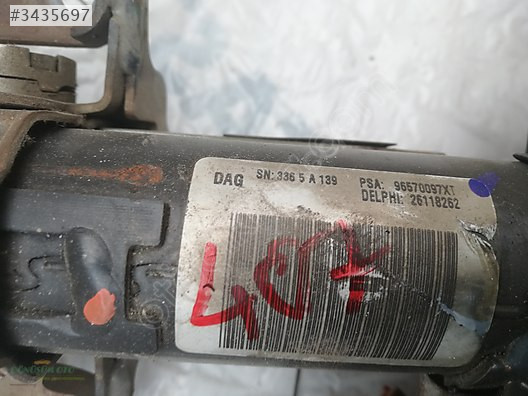 #3435697
DAG SN: 336 5 A 139 PSA: 96570097XT
DELPHI: 26118262
407